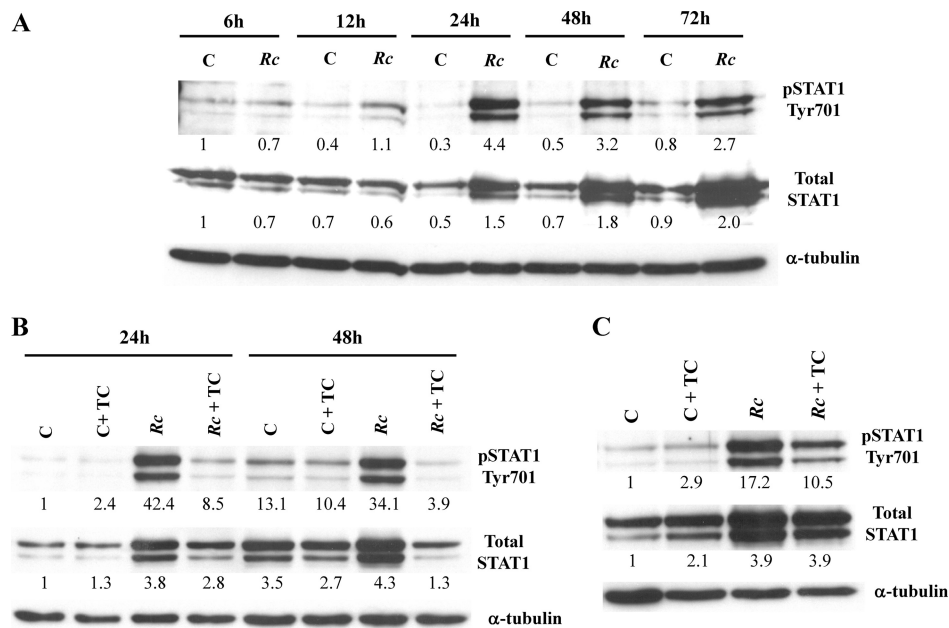 A
6h 12h 24h 48h 72h
C Rc C Rc C Rc C Rc C Rc
pSTAT1
Tyr701
1 0.7 0.4 1.1 0.3 4.4 0.5 3.2 0.8 2.7
Total
STAT1
1 0.7 0.7 0.6 0.5 1.5 0.7 1.8 0.9 2.0
α-tubulin
B
24h 48h
C C+TC Rc Rc+TC C C+TC Rc Rc+TC
pSTAT1
Tyr701
1 2.4 42.4 8.5 13.1 10.4 34.1 3.9
Total
STAT1
1 1.3 3.8 2.8 3.5 2.7 4.3 1.3
α-tubulin
C
C C+TC Rc Rc+TC
pSTAT1
Tyr701
1 2.9 17.2 10.5
Total
STAT1
1 2.1 3.9 3.9
α-tubulin